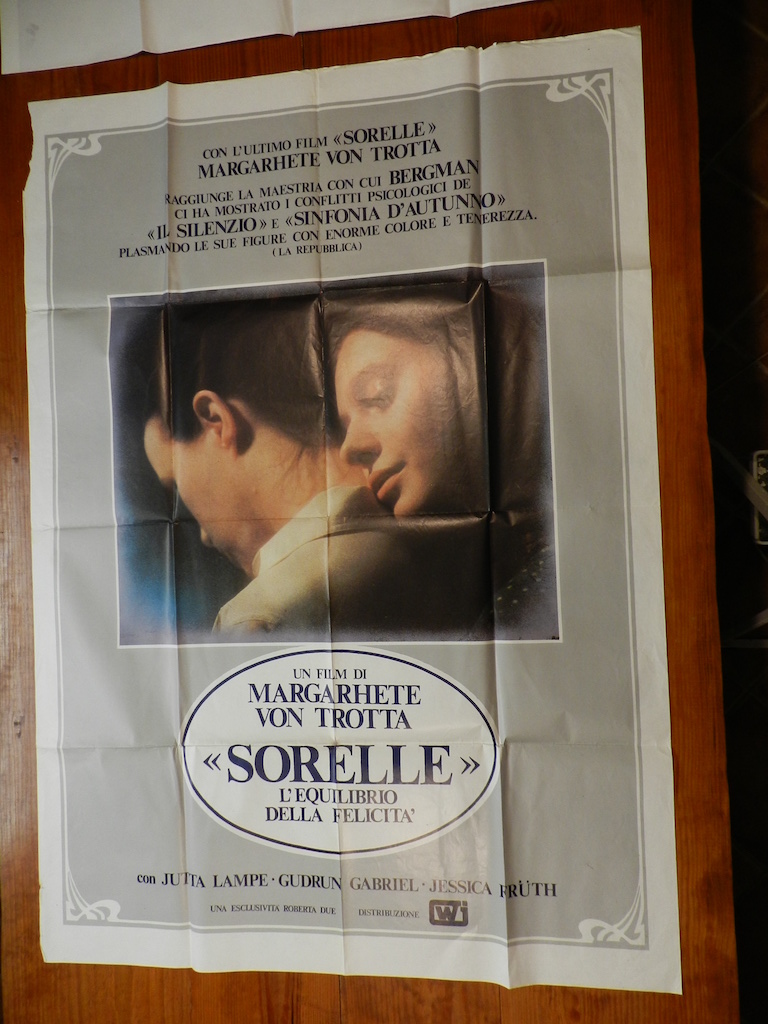 CON L'ULTIMO FILM «SORELLE»
MARGARHETE VON TROTTA
RAGGIUNGE LA MAESTRIA CON CUI BERGMAN
CI HA MOSTRATO I CONFLITTI PSICOLOGICI DE
«IL SILENZIO» E «SINFONIA D'AUTUNNO»
PLASMANDO LE SUE FIGURE CON ENORME COLORE E TENEREZZA.
(LA REPUBBLICA)
UN FILM DI
MARGARHETE
VON TROTTA
«SORELLE»
L'EQUILIBRIO
DELLA FELICITA'
con JUTTA LAMPE · GUDRUN GABRIEL · JESSICA FRÜTH
UNA ESCLUSIVITA ROBERTA DUE DISTRIBUZIONE Wi